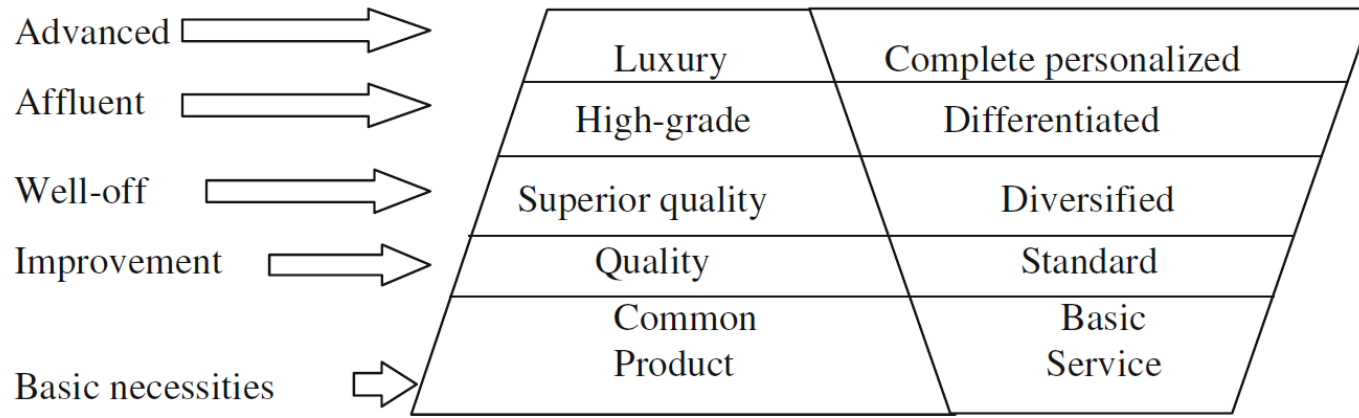 Advanced
Luxury
Complete personalized
Affluent
High-grade
Differentiated
Well-off
Superior quality
Diversified
Improvement
Quality
Standard
Basic necessities
Common
Product
Basic
Service